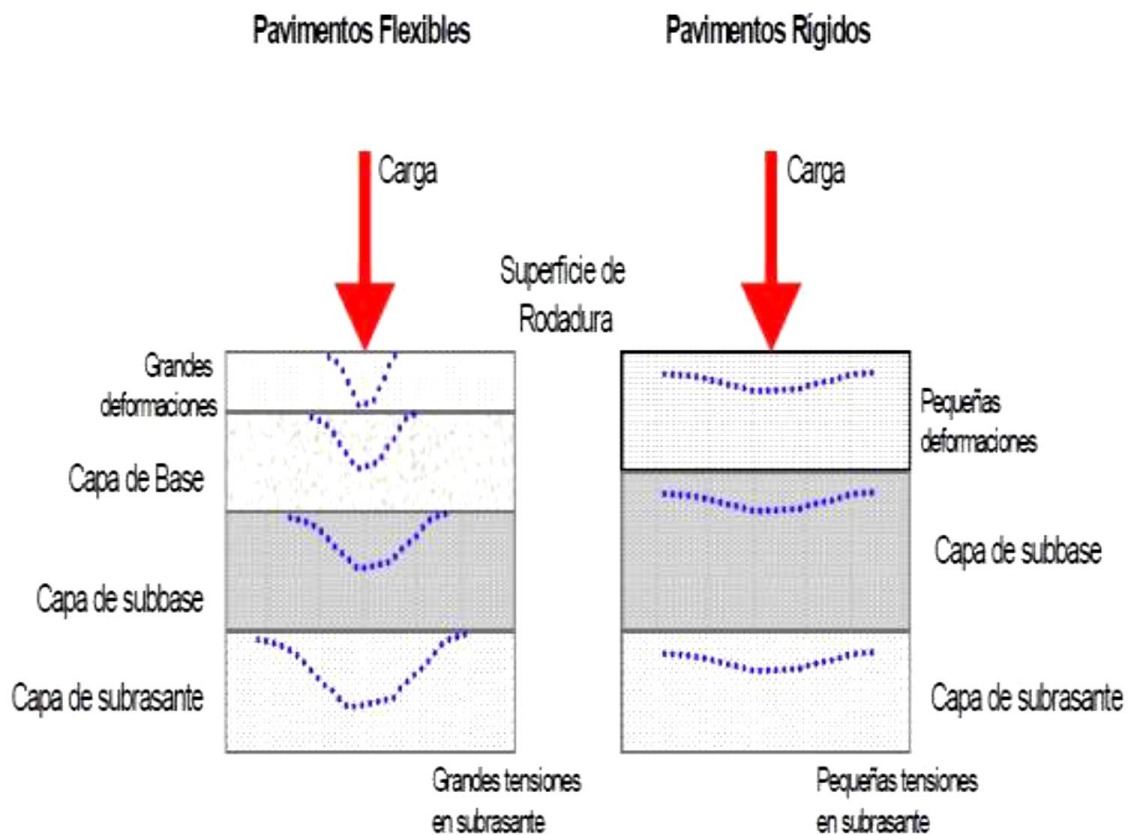 Pavimentos Flexibles
Pavimentos Rígidos
Carga
Carga
Superficie de
Rodadura
Grandes
deformaciones
Capa de Base
Capa de subbase
Capa de subrasante
Grandes tensiones
en subrasante
Pequeñas
deformaciones
Capa de subbase
Capa de subrasante
Pequeñas tensiones
en subrasante